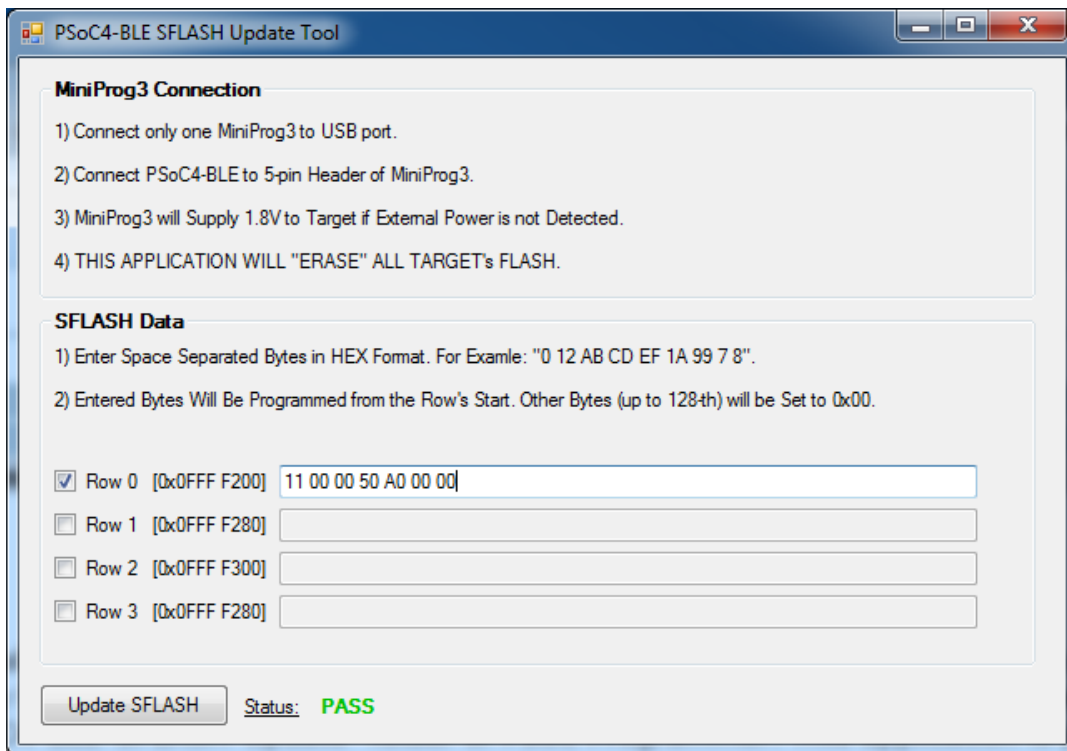 PSoC4-BLE SFLASH Update Tool
MiniProg3 Connection
1) Connect only one MiniProg3 to USB port.
2) Connect PSoC4-BLE to 5-pin Header of MiniProg3.
3) MiniProg3 will Supply 1.8V to Target if External Power is not Detected.
4) THIS APPLICATION WILL "ERASE" ALL TARGET's FLASH.
SFLASH Data
1) Enter Space Separated Bytes in HEX Format. For Examle: "0 12 AB CD EF 1A 99 7 8".
2) Entered Bytes Will Be Programmed from the Row's Start. Other Bytes (up to 128-th) will be Set to 0x00.
Row 0 [0x0FFF F200] 11 00 00 50 A0 00 00
Row 1 [0x0FFF F280]
Row 2 [0x0FFF F300]
Row 3 [0x0FFF F280]
Update SFLASH Status: PASS